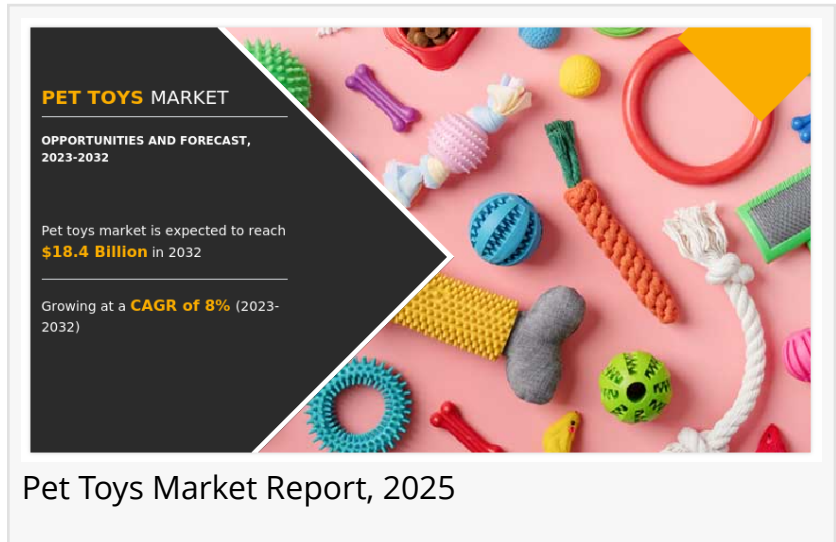 PET TOYS MARKET
OPPORTUNITIES AND FORECAST,
2023-2032
Pet toys market is expected to reach
$18.4 Billion in 2032
Growing at a CAGR of 8% (2023-
2032)
Pet Toys Market Report, 2025